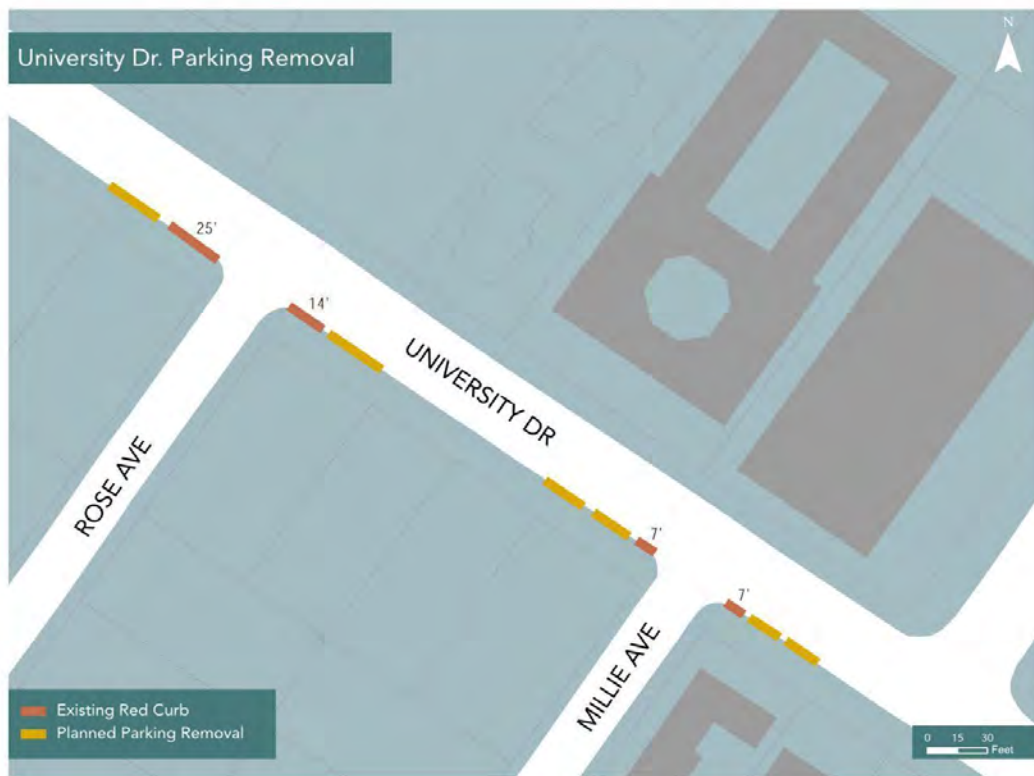 University Dr. Parking Removal
N
25'
14'
UNIVERSITY DR
ROSE AVE
7'
7'
MILLIE AVE
Existing Red Curb
Planned Parking Removal
0 15 30
Feet